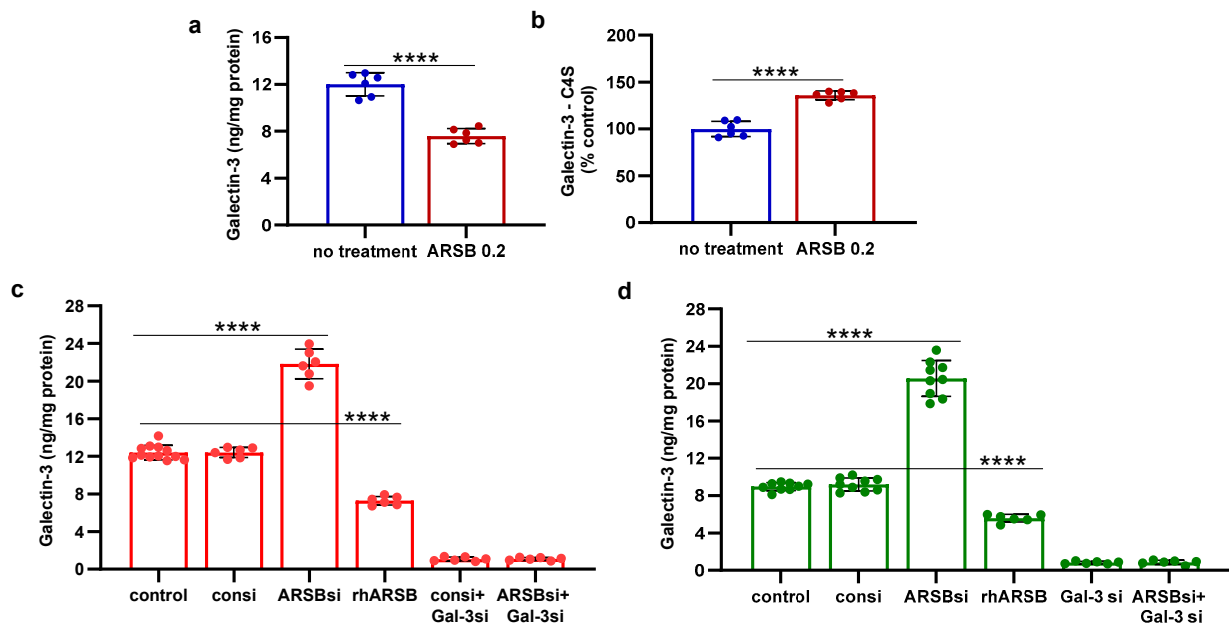 a
Galectin-3 (ng/mg protein)
16
12
8
4
0
****
no treatment
ARSB 0.2
b
Galectin-3 - C4S
(% control)
200
150
100
50
0
****
no treatment
ARSB 0.2
c
Galectin-3 (ng/mg protein)
28
24
20
16
12
8
4
0
****
****
control
consi
ARSBsi
rhARSB
consi+
Gal-3si
ARSBsi+
Gal-3si
d
Galectin-3 (ng/mg protein)
28
24
20
16
12
8
4
0
****
****
control
consi
ARSBsi
rhARSB
Gal-3 si
ARSBsi+
Gal-3 si